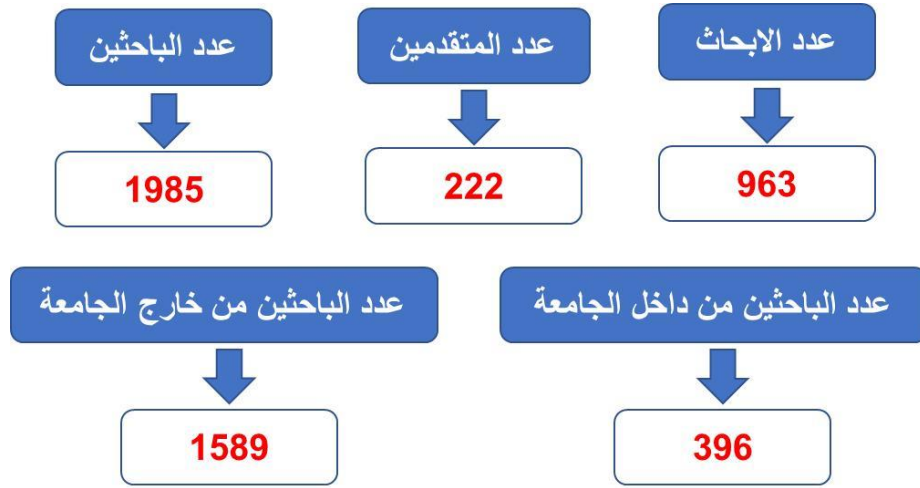 عدد الابحاث
963
عدد المتقدمين
222
عدد الباحثين
1985
عدد الباحثين من داخل الجامعة
396
عدد الباحثين من خارج الجامعة
1589